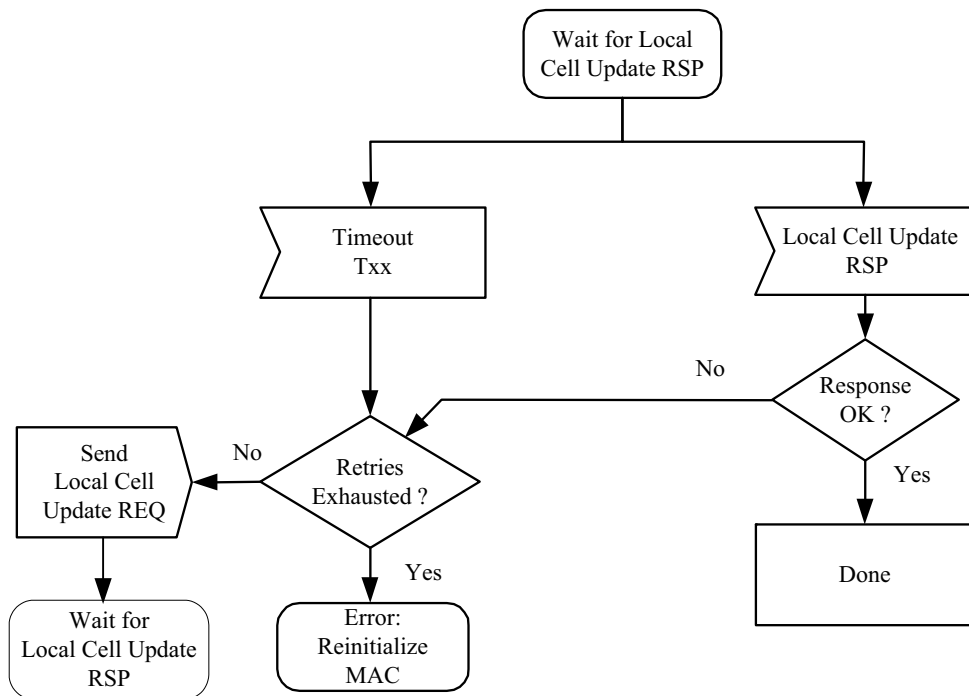 Wait for Local
Cell Update RSP
Timeout
Txx
Local Cell Update
RSP
No
Response
OK ?
Send
Local Cell
Update REQ
No
Retries
Exhausted ?
Yes
Yes
Done
Wait for
Local Cell Update
RSP
Error:
Reinitialize
MAC